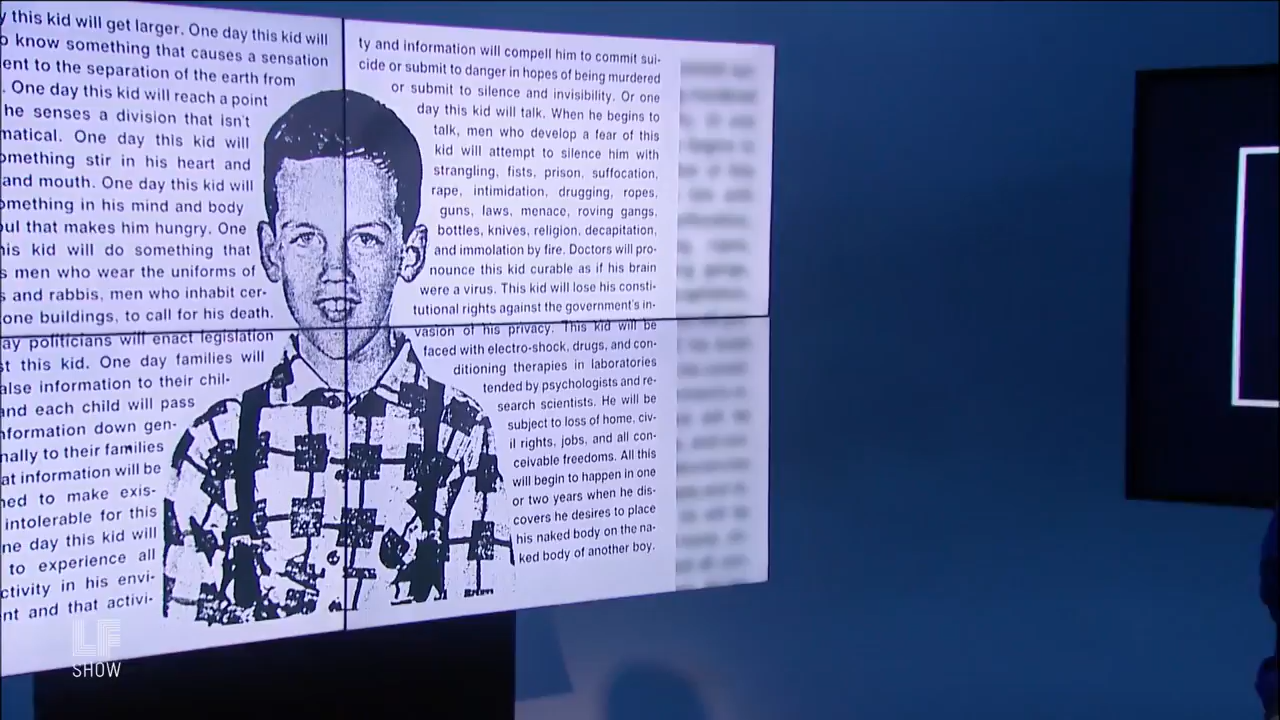 y this kid will get larger. One day this kid will
o know something that causes a sensation
ent to the separation of the earth from
. One day this kid will reach a point
he senses a division that isn't
matical. One day this kid will
omething stir in his heart and
and mouth. One day this kid will
omething in his mind and body
oul that makes him hungry. One
his kid will do something that
s men who wear the uniforms of
s and rabbis, men who inhabit cer-
one buildings, to call for his death.
ay politicians will enact legislation
st this kid. One day families will
alse information to their chil-
and each child will pass
nformation down gen-
nally to their families
at information will be
ned to make exis-
intolerable for this
ne day this kid will
to experience all
ctivity in his envi-
nt and that activi-
ty and information will compell him to commit sui-
cide or submit to danger in hopes of being murdered
or submit to silence and invisibility. Or one
day this kid will talk. When he begins to
talk, men who develop a fear of this
kid will attempt to silence him with
strangling, fists, prison, suffocation,
rape, intimidation, drugging, ropes,
guns, laws, menace, roving gangs,
bottles, knives, religion, decapitation,
and immolation by fire. Doctors will pro-
nounce this kid curable as if his brain
were a virus. This kid will lose his consti-
tutional rights against the government's in-
vasion of his privacy. This kid will be
faced with electro-shock, drugs, and con-
ditioning therapies in laboratories
tended by psychologists and re-
search scientists. He will be
subject to loss of home, civ-
il rights, jobs, and all con-
ceivable freedoms. All this
will begin to happen in one
or two years when he dis-
covers he desires to place
his naked body on the na-
ked body of another boy.
LF
SHOW